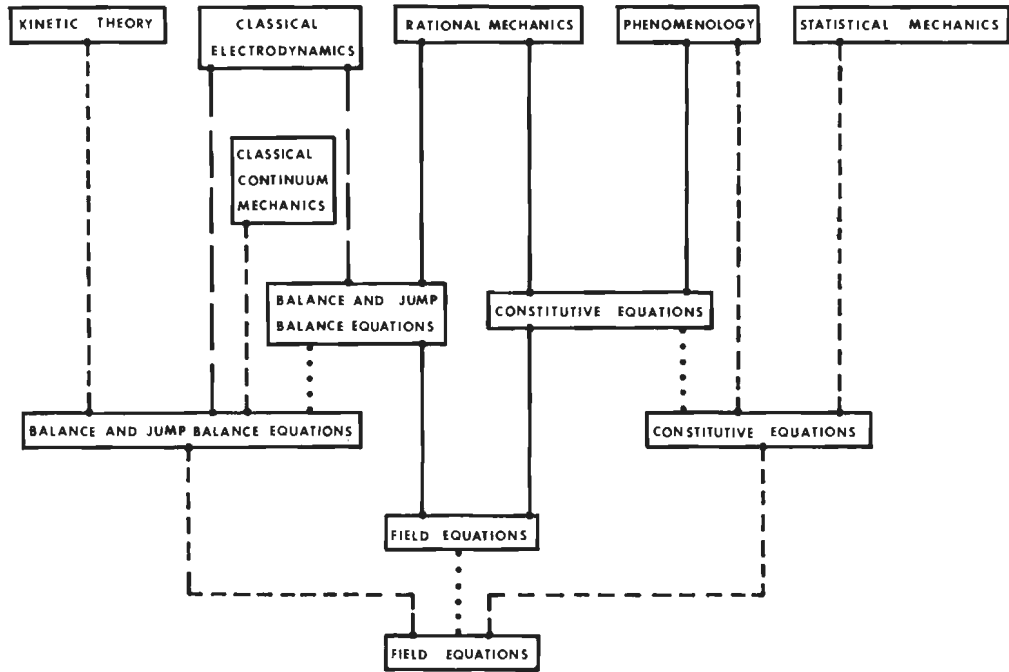 KINETIC THEORY
CLASSICAL
ELECTRODYNAMICS
RATIONAL MECHANICS
PHENOMENOLOGY
STATISTICAL MECHANICS
CLASSICAL
CONTINUUM
MECHANICS
BALANCE AND JUMP
BALANCE EQUATIONS
CONSTITUTIVE EQUATIONS
BALANCE AND JUMP BALANCE EQUATIONS
CONSTITUTIVE EQUATIONS
FIELD EQUATIONS
FIELD EQUATIONS